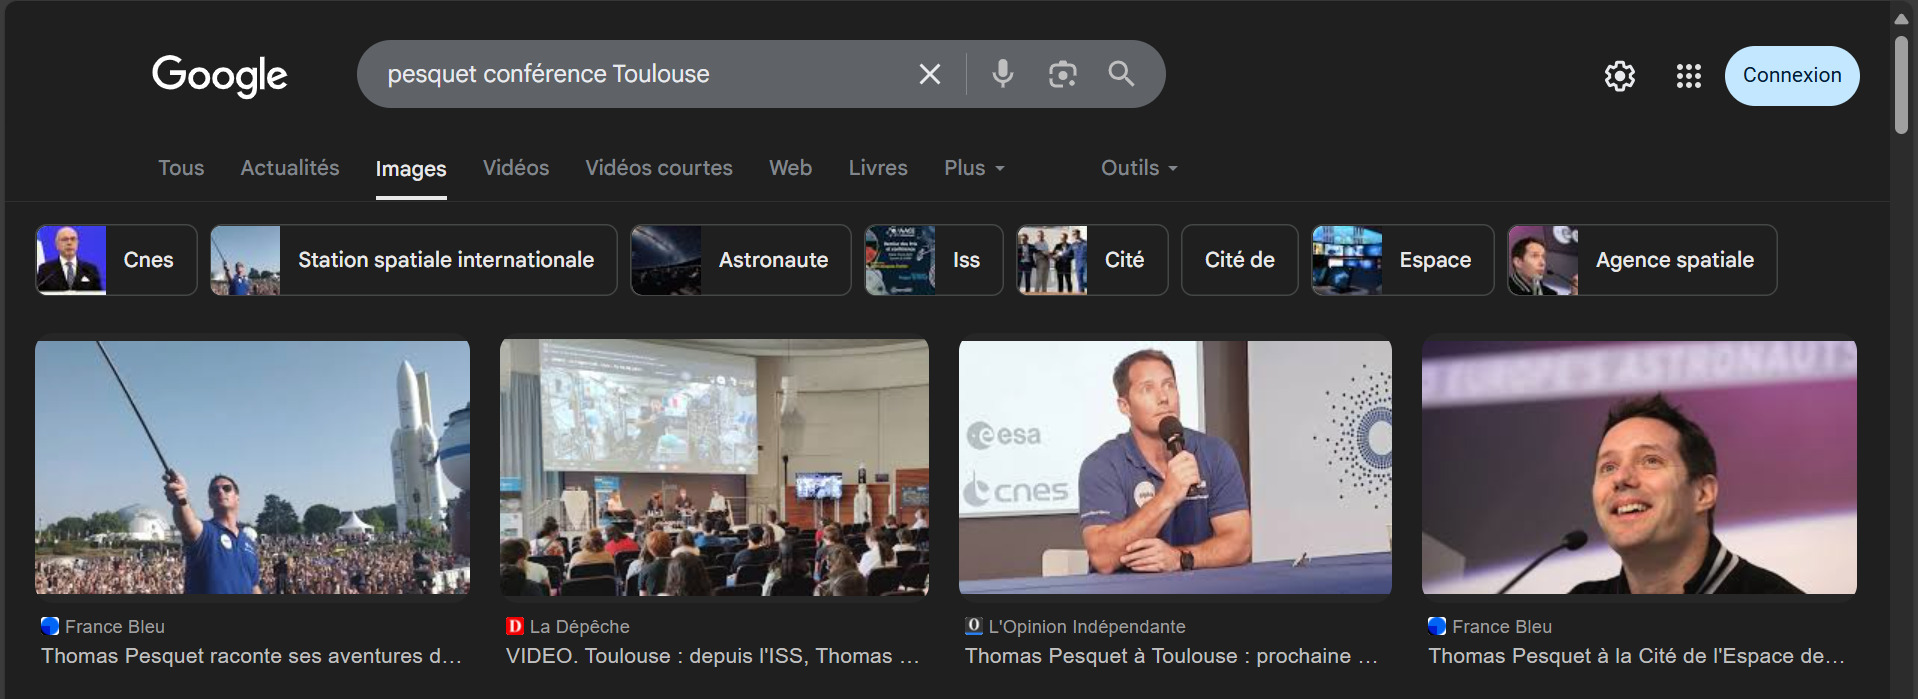 Google
pesquet conférence Toulouse
Connexion
Tous
Actualités
Images
Vidéos
Vidéos courtes
Web
Livres
Plus
Outils
Cnes
Station spatiale internationale
Astronaute
Iss
Cité
Cité de
Espace
Agence spatiale
esa
cnes
EUROPE'S ASTRONAUTS
France Bleu
Thomas Pesquet raconte ses aventures d...
D La Dépêche
VIDEO. Toulouse : depuis l'ISS, Thomas ...
O L'Opinion Indépendante
Thomas Pesquet à Toulouse : prochaine ...
France Bleu
Thomas Pesquet à la Cité de l'Espace de...